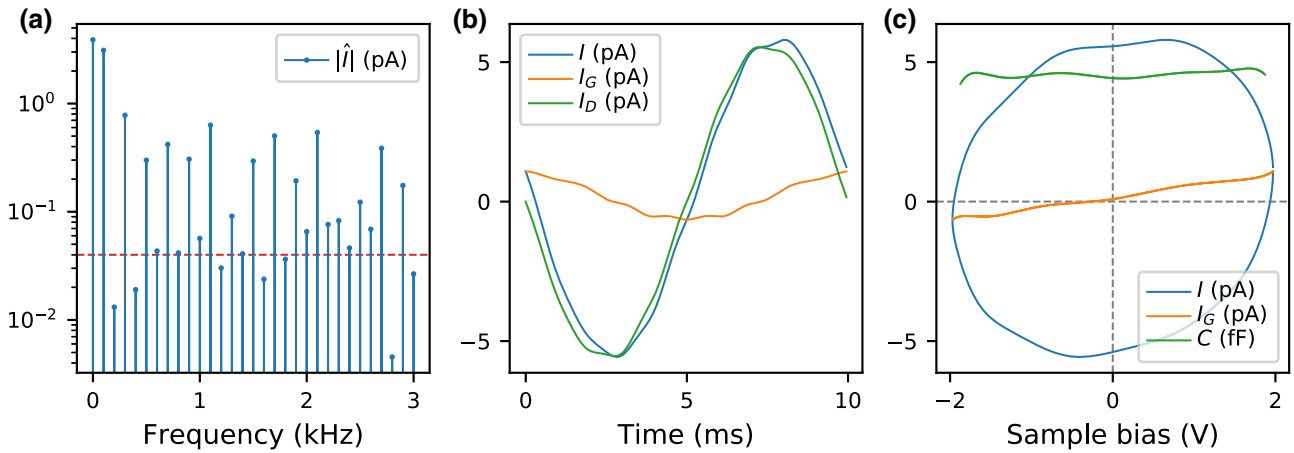 (a)
|Î| (pA)
10⁰
10⁻¹
10⁻²
0 1 2 3
Frequency (kHz)
(b)
I (pA)
I_G (pA)
I_D (pA)
5
0
−5
0 5 10
Time (ms)
(c)
5
0
−5
I (pA)
I_G (pA)
C (fF)
−2 0 2
Sample bias (V)